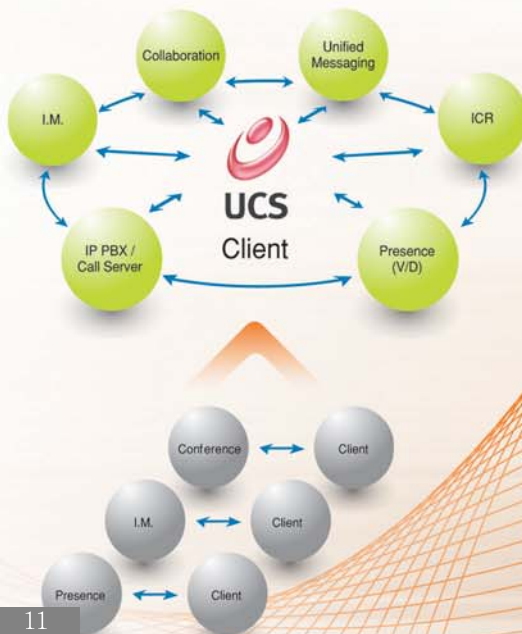 Collaboration
Unified
Messaging
I.M.
ICR
UCS
Client
IP PBX /
Call Server
Presence
(V/D)
Conference
Client
I.M.
Client
Presence
Client
11